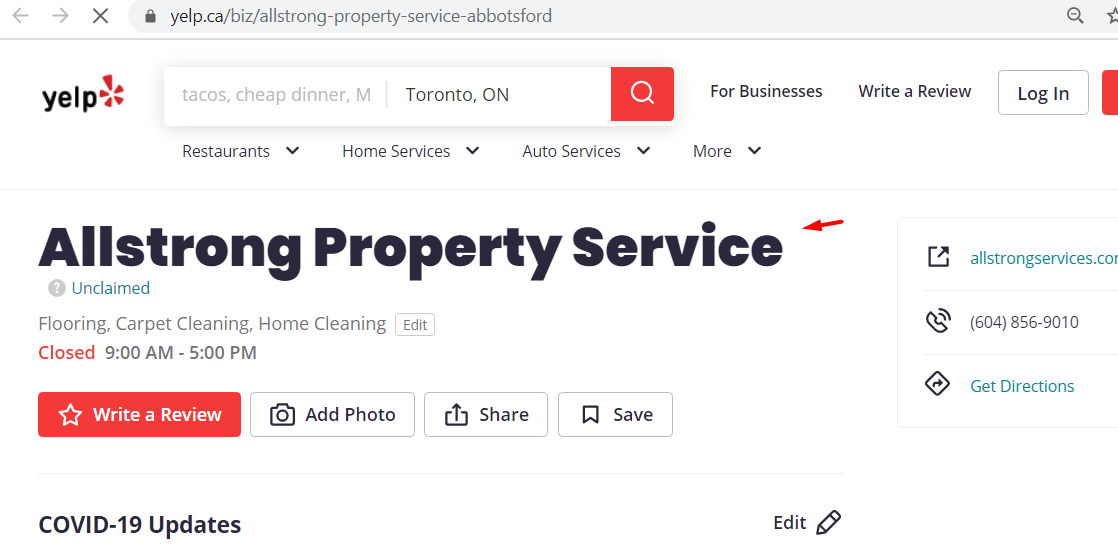 yelp.ca/biz/allstrong-property-service-abbotsford
yelp
tacos, cheap dinner, M
Toronto, ON
For Businesses
Write a Review
Log In
Restaurants
Home Services
Auto Services
More
Allstrong Property Service
? Unclaimed
Flooring, Carpet Cleaning, Home Cleaning Edit
Closed 9:00 AM - 5:00 PM
Write a Review
Add Photo
Share
Save
allstrongservices.co
(604) 856-9010
Get Directions
COVID-19 Updates
Edit